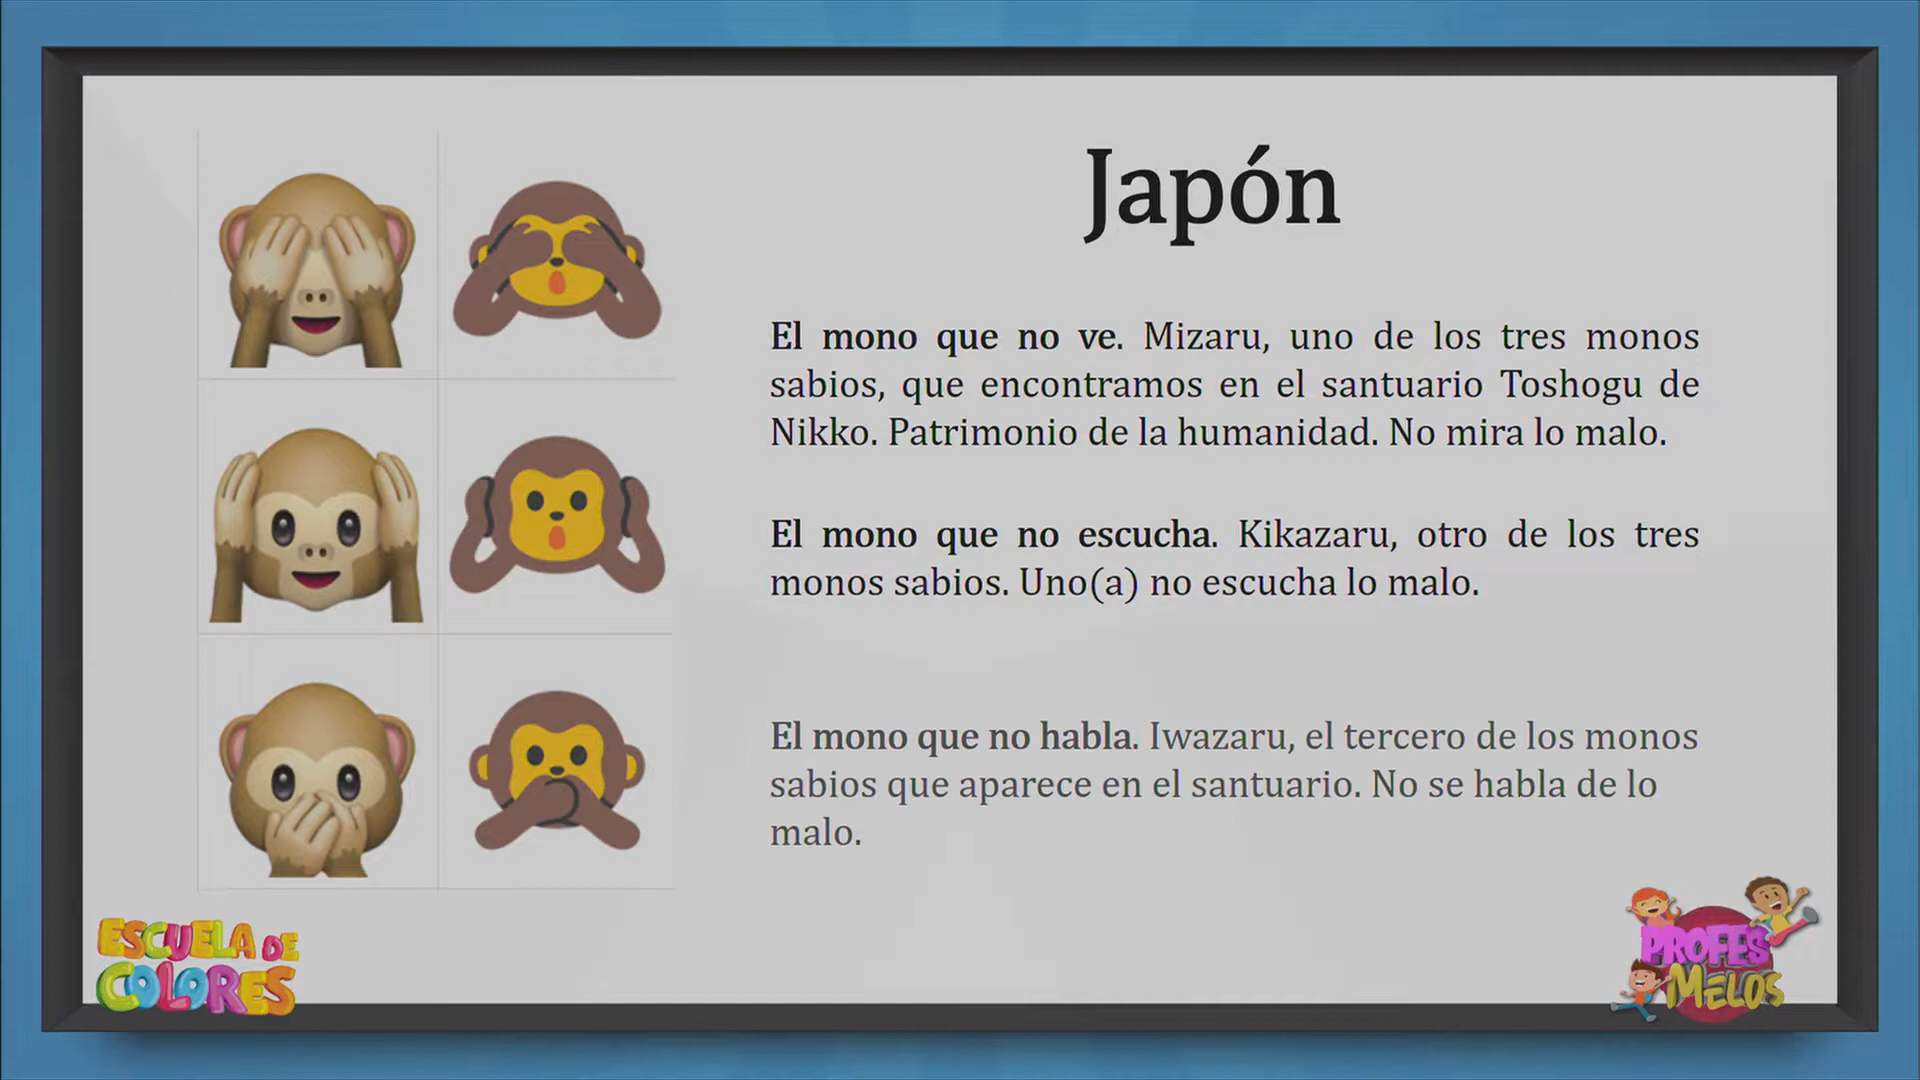 Japón
El mono que no ve. Mizaru, uno de los tres monos
sabios, que encontramos en el santuario Toshogu de
Nikko. Patrimonio de la humanidad. No mira lo malo.
El mono que no escucha. Kikazaru, otro de los tres
monos sabios. Uno(a) no escucha lo malo.
El mono que no habla. Iwazaru, el tercero de los monos
sabios que aparece en el santuario. No se habla de lo
malo.
ESCUELA DE
COLORES
PROFES
MELOS